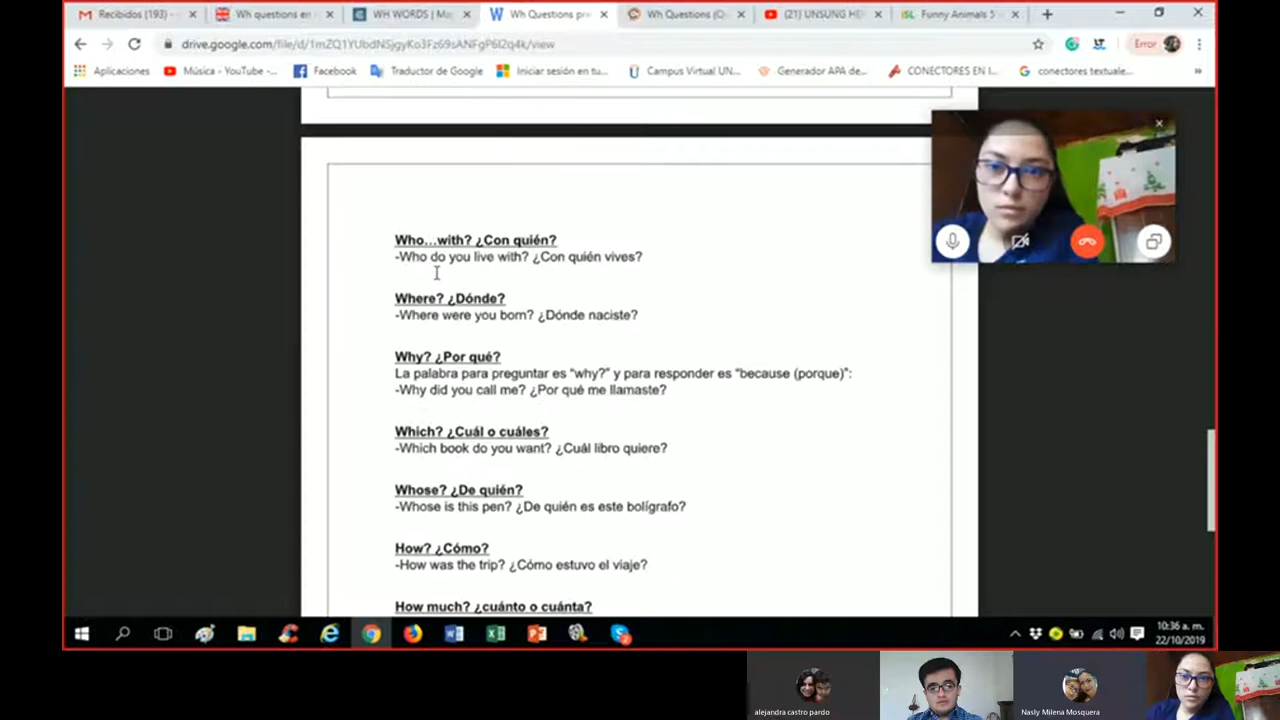 Recibidos (193) -
Wh questions en
WH WORDS | Ma
Wh Questions pre
Wh Questions (Q
(21) UNSUNG HE
Funny Animals 5
drive.google.com/file/d/1mZQ1YUbdNSjgyKo3Fz69sANFgP6l2q4k/view
Error
Aplicaciones
Música - YouTube -...
Facebook
Traductor de Google
Iniciar sesión en tu...
Campus Virtual UN...
Generador APA de...
CONECTORES EN I...
conectores textuale...
Who...with? ¿Con quién?
-Who do you live with? ¿Con quién vives?
Where? ¿Dónde?
-Where were you born? ¿Dónde naciste?
Why? ¿Por qué?
La palabra para preguntar es “why?” y para responder es “because (porque)”:
-Why did you call me? ¿Por qué me llamaste?
Which? ¿Cuál o cuáles?
-Which book do you want? ¿Cuál libro quiere?
Whose? ¿De quién?
-Whose is this pen? ¿De quién es este bolígrafo?
How? ¿Cómo?
-How was the trip? ¿Cómo estuvo el viaje?
How much? ¿cuánto o cuánta?
10:36 a. m.
22/10/2019
alejandra castro pardo
Nasly Milena Mosquera